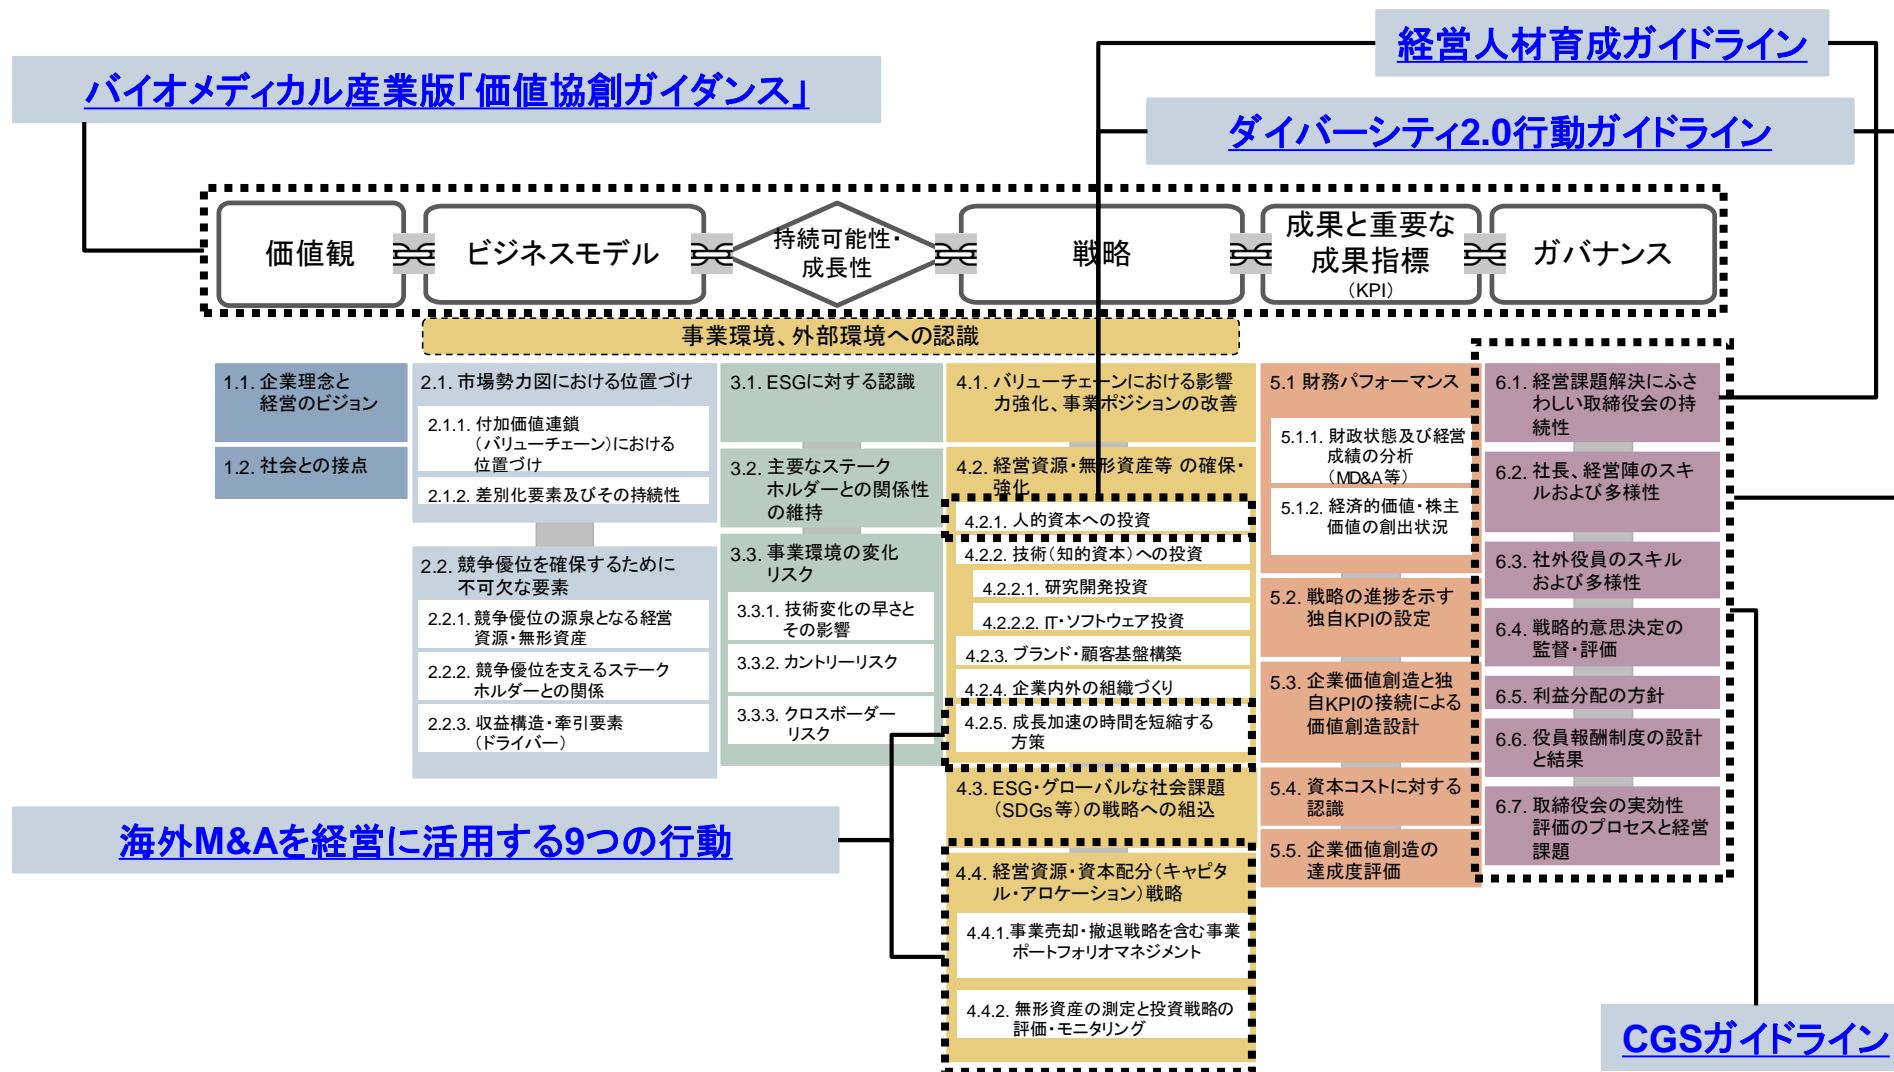 経営人材育成ガイドライン
バイオメディカル産業版「価値協創ガイダンス」
ダイバーシティ2.0行動ガイドライン
価値観
ビジネスモデル
持続可能性・
成長性
戦略
成果と重要な
成果指標
（KPI）
ガバナンス
事業環境、外部環境への認識
1.1. 企業理念と
経営のビジョン
1.2. 社会との接点
2.1. 市場勢力図における位置づけ
2.1.1. 付加価値連鎖
（バリューチェーン）における
位置づけ
2.1.2. 差別化要素及びその持続性
2.2. 競争優位を確保するために
不可欠な要素
2.2.1. 競争優位の源泉となる経営
資源・無形資産
2.2.2. 競争優位を支えるステーク
ホルダーとの関係
2.2.3. 収益構造・牽引要素
（ドライバー）
3.1. ESGに対する認識
3.2. 主要なステーク
ホルダーとの関係性
の維持
3.3. 事業環境の変化
リスク
3.3.1. 技術変化の早さと
その影響
3.3.2. カントリーリスク
3.3.3. クロスボーダー
リスク
4.1. バリューチェーンにおける影響
力強化、事業ポジションの改善
4.2. 経営資源・無形資産等 の確保・
強化
4.2.1. 人的資本への投資
4.2.2. 技術（知的資本）への投資
4.2.2.1. 研究開発投資
4.2.2.2. IT・ソフトウェア投資
4.2.3. ブランド・顧客基盤構築
4.2.4. 企業内外の組織づくり
4.2.5. 成長加速の時間を短縮する
方策
4.3. ESG・グローバルな社会課題
（SDGs等）の戦略への組込
4.4. 経営資源・資本配分（キャピタ
ル・アロケーション）戦略
4.4.1.事業売却・撤退戦略を含む事業
ポートフォリオマネジメント
4.4.2. 無形資産の測定と投資戦略の
評価・モニタリング
5.1 財務パフォーマンス
5.1.1. 財政状態及び経営
成績の分析
（MD&A等）
5.1.2. 経済的価値・株主
価値の創出状況
5.2. 戦略の進捗を示す
独自KPIの設定
5.3. 企業価値創造と独
自KPIの接続による
価値創造設計
5.4. 資本コストに対する
認識
5.5. 企業価値創造の
達成度評価
6.1. 経営課題解決にふさ
わしい取締役会の持
続性
6.2. 社長、経営陣のスキ
ルおよび多様性
6.3. 社外役員のスキル
および多様性
6.4. 戦略的意思決定の
監督・評価
6.5. 利益分配の方針
6.6. 役員報酬制度の設計
と結果
6.7. 取締役会の実効性
評価のプロセスと経営
課題
海外M&Aを経営に活用する9つの行動
CGSガイドライン